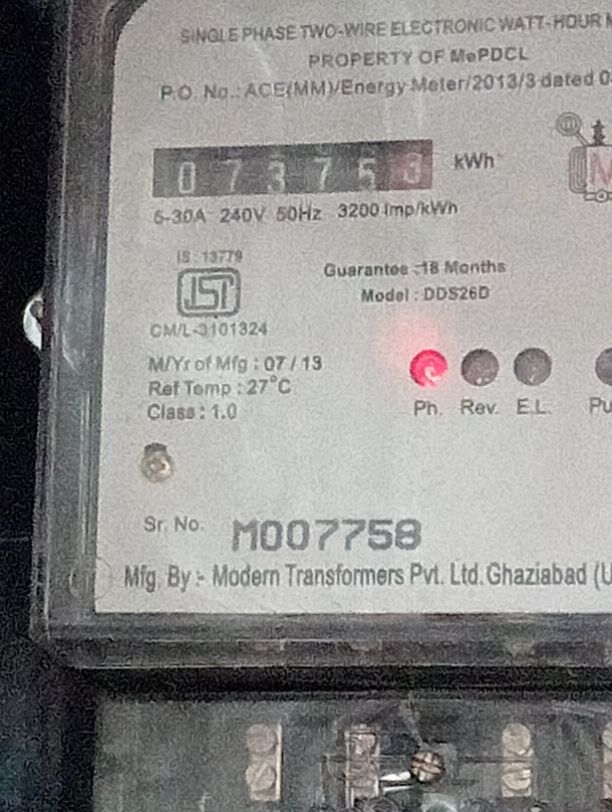 SINGLE PHASE TWO-WIRE ELECTRONIC WATT-HOUR
PROPERTY OF MePDCL
P.O. No.: ACE(MM)/Energy Meter/2013/3 dated 0
073753 kWh
5-30A 240V 50Hz 3200 imp/kWh
IS : 13779
ISI
Guarantee :18 Months
Model : DDS26D
CM/L-3101324
M/Yr of Mfg : 07 / 13
Ref Temp : 27°C
Class : 1.0
Ph. Rev. E.L. Pu
Sr. No. M007758
Mfg. By :- Modern Transformers Pvt. Ltd. Ghaziabad (U